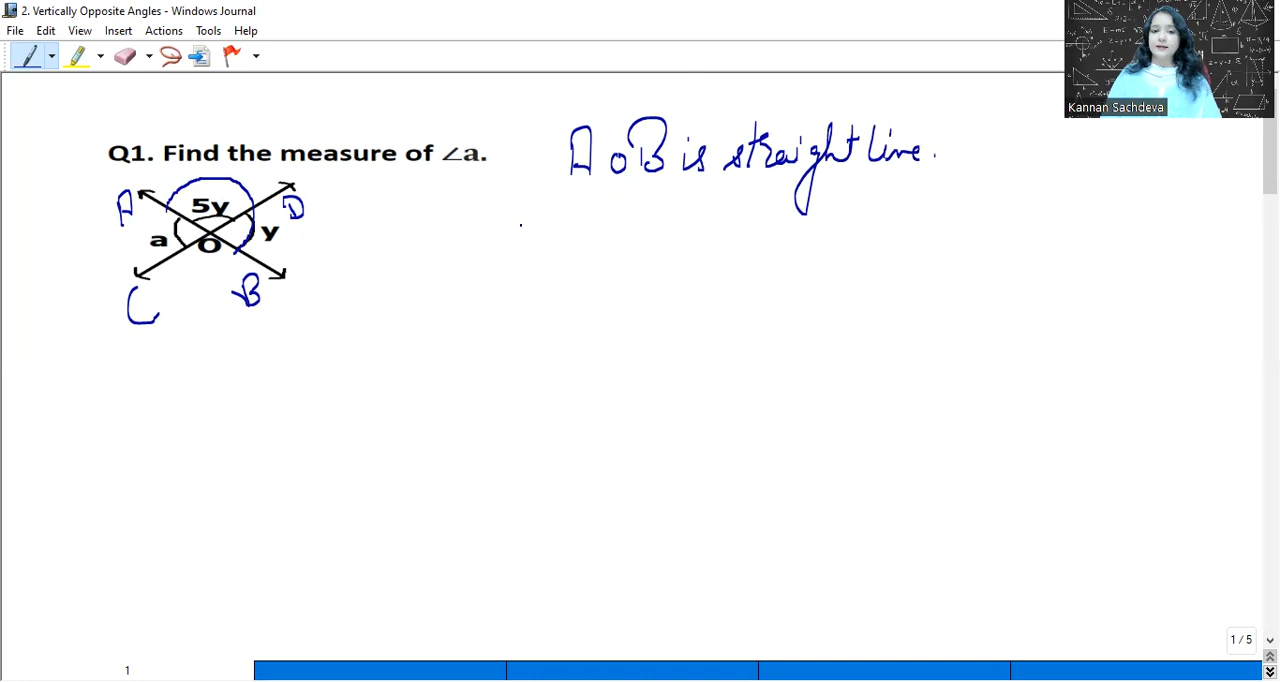 2. Vertically Opposite Angles - Windows Journal
File Edit View Insert Actions Tools Help
Kannan Sachdeva
Q1. Find the measure of ∠a.
A O B is straight line.
A
5y
D
a
O
y
C
B
1 / 5
1